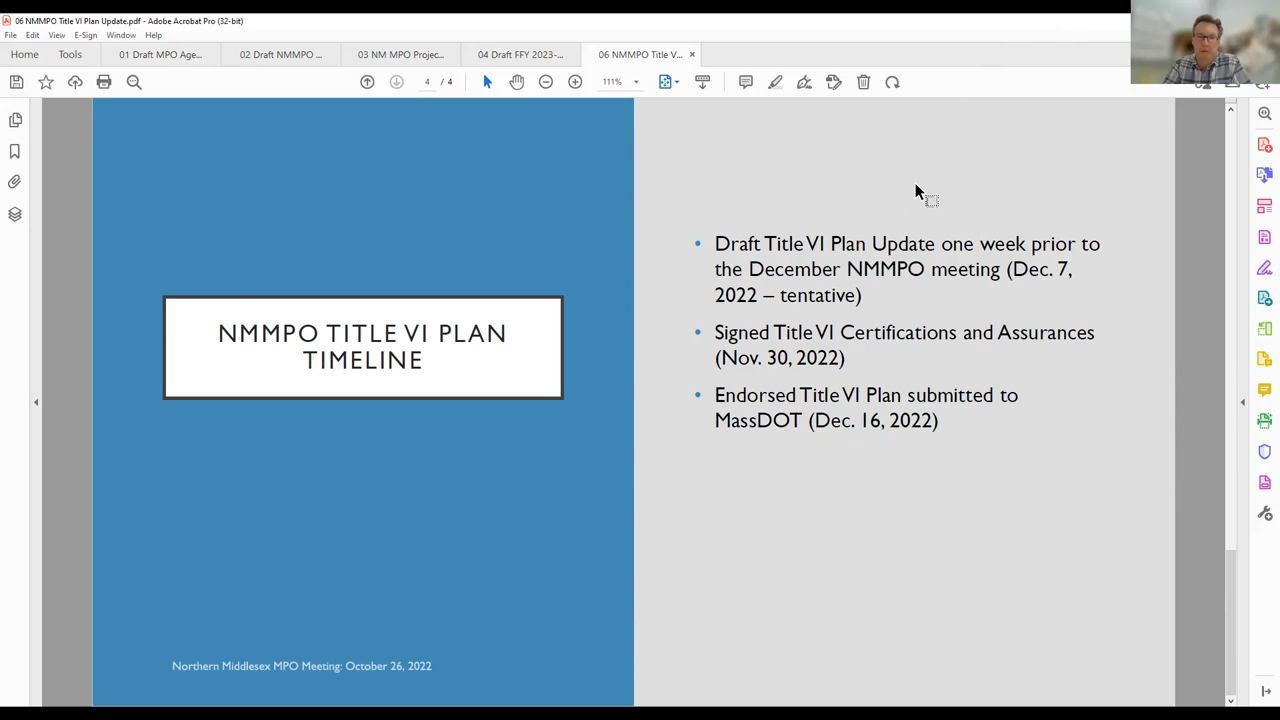 06 NMMPO Title VI Plan Update.pdf - Adobe Acrobat Pro (32-bit)
File Edit View E-Sign Window Help
Home Tools 01 Draft MPO Age... 02 Draft NMMPO ... 03 NM MPO Projec... 04 Draft FFY 2023-... 06 NMMPO Title V... ×
4 / 4 111%
NMMPO TITLE VI PLAN
TIMELINE
Northern Middlesex MPO Meeting: October 26, 2022
• Draft Title VI Plan Update one week prior to
the December NMMPO meeting (Dec. 7,
2022 – tentative)
• Signed Title VI Certifications and Assurances
(Nov. 30, 2022)
• Endorsed Title VI Plan submitted to
MassDOT (Dec. 16, 2022)